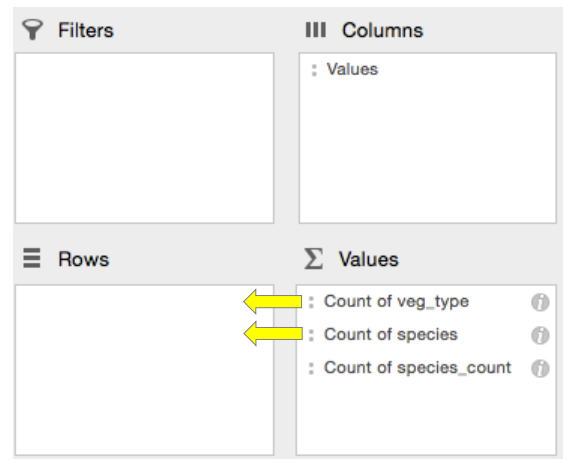 Filters
Columns
Values
Rows
Values
Count of veg_type
Count of species
Count of species_count